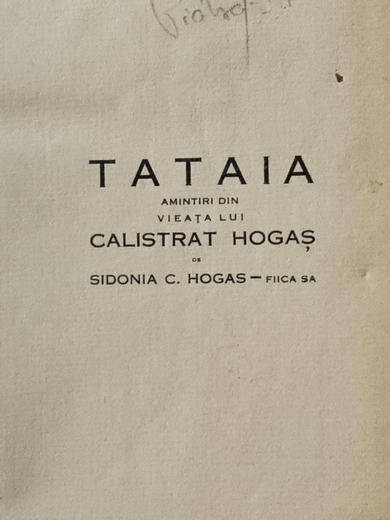 TATAIA
AMINTIRI DIN
VIEAȚA LUI
CALISTRAT HOGAȘ
DE
SIDONIA C. HOGAS — FIICA SA